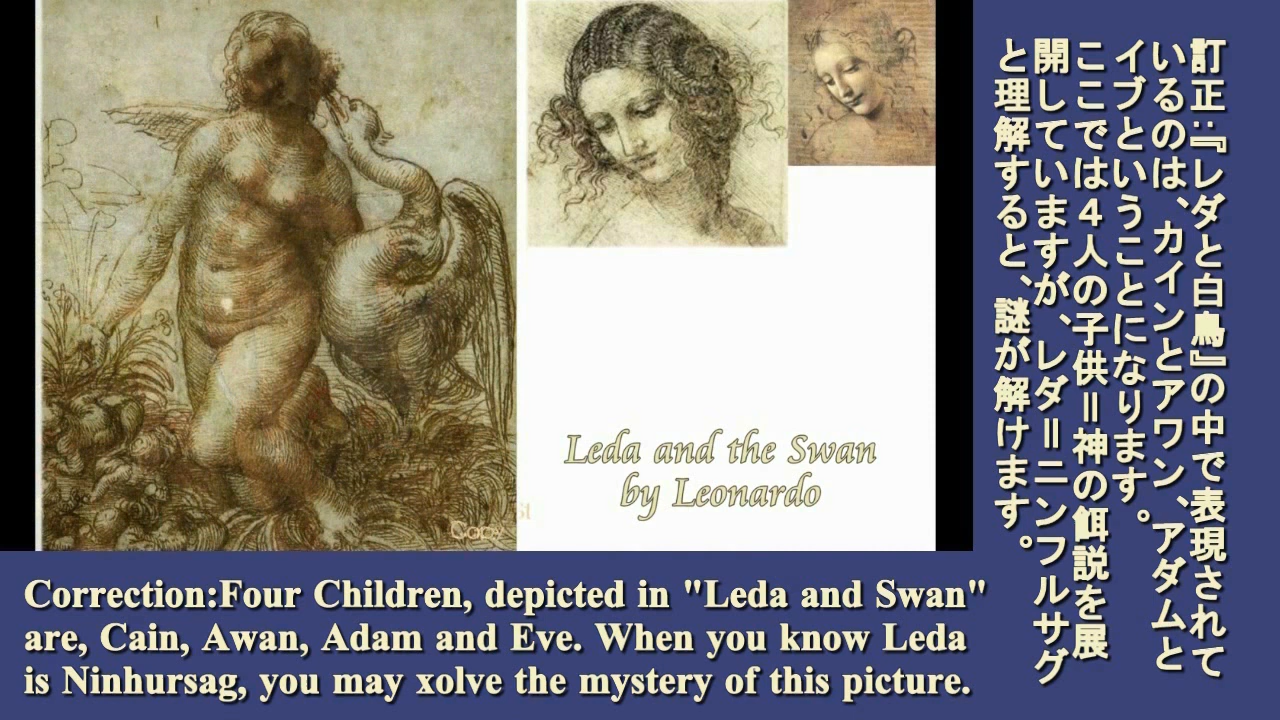 Leda and the Swan
by Leonardo
st
Copy
訂正:『レダと白鳥』の中で表現されて
いるのは、カインとアワン、アダムと
イブということになります。
ここでは4人の子供=神の餌説を展
開していますが、レダ=ニンフルサグ
と理解すると、謎が解けます。
Correction:Four Children, depicted in "Leda and Swan"
are, Cain, Awan, Adam and Eve. When you know Leda
is Ninhursag, you may xolve the mystery of this picture.